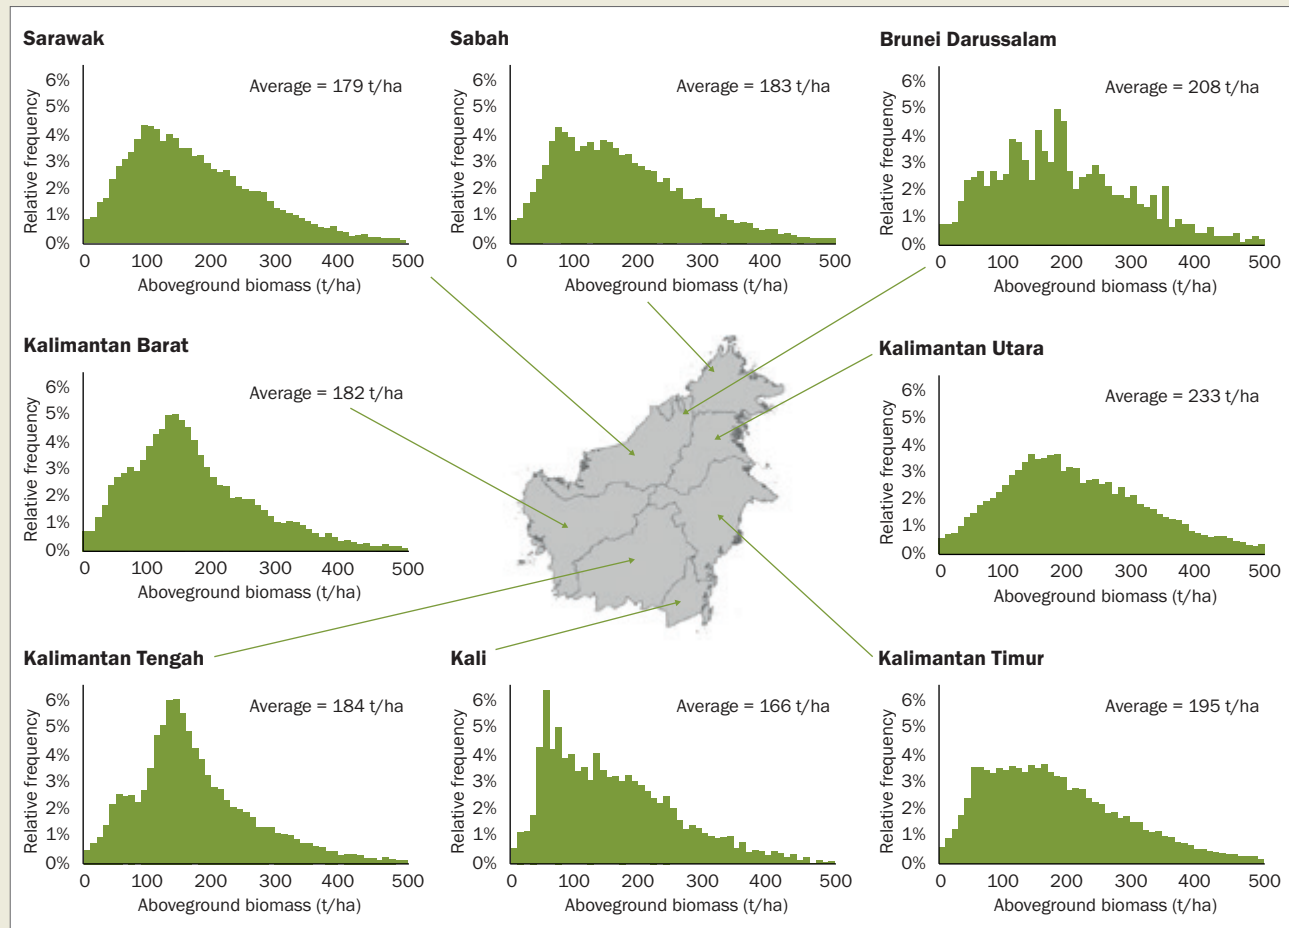 Sarawak
Average = 179 t/ha
Relative frequency
6%
5%
4%
3%
2%
1%
0%
0 100 200 300 400 500
Aboveground biomass (t/ha)
Sabah
Average = 183 t/ha
Relative frequency
6%
5%
4%
3%
2%
1%
0%
0 100 200 300 400 500
Aboveground biomass (t/ha)
Brunei Darussalam
Average = 208 t/ha
Relative frequency
6%
5%
4%
3%
2%
1%
0%
0 100 200 300 400 500
Aboveground biomass (t/ha)
Kalimantan Barat
Average = 182 t/ha
Relative frequency
6%
5%
4%
3%
2%
1%
0%
0 100 200 300 400 500
Aboveground biomass (t/ha)
Kalimantan Utara
Average = 233 t/ha
Relative frequency
6%
5%
4%
3%
2%
1%
0%
0 100 200 300 400 500
Aboveground biomass (t/ha)
Kalimantan Tengah
Average = 184 t/ha
Relative frequency
6%
5%
4%
3%
2%
1%
0%
0 100 200 300 400 500
Aboveground biomass (t/ha)
Kali
Average = 166 t/ha
Relative frequency
6%
5%
4%
3%
2%
1%
0%
0 100 200 300 400 500
Aboveground biomass (t/ha)
Kalimantan Timur
Average = 195 t/ha
Relative frequency
6%
5%
4%
3%
2%
1%
0%
0 100 200 300 400 500
Aboveground biomass (t/ha)